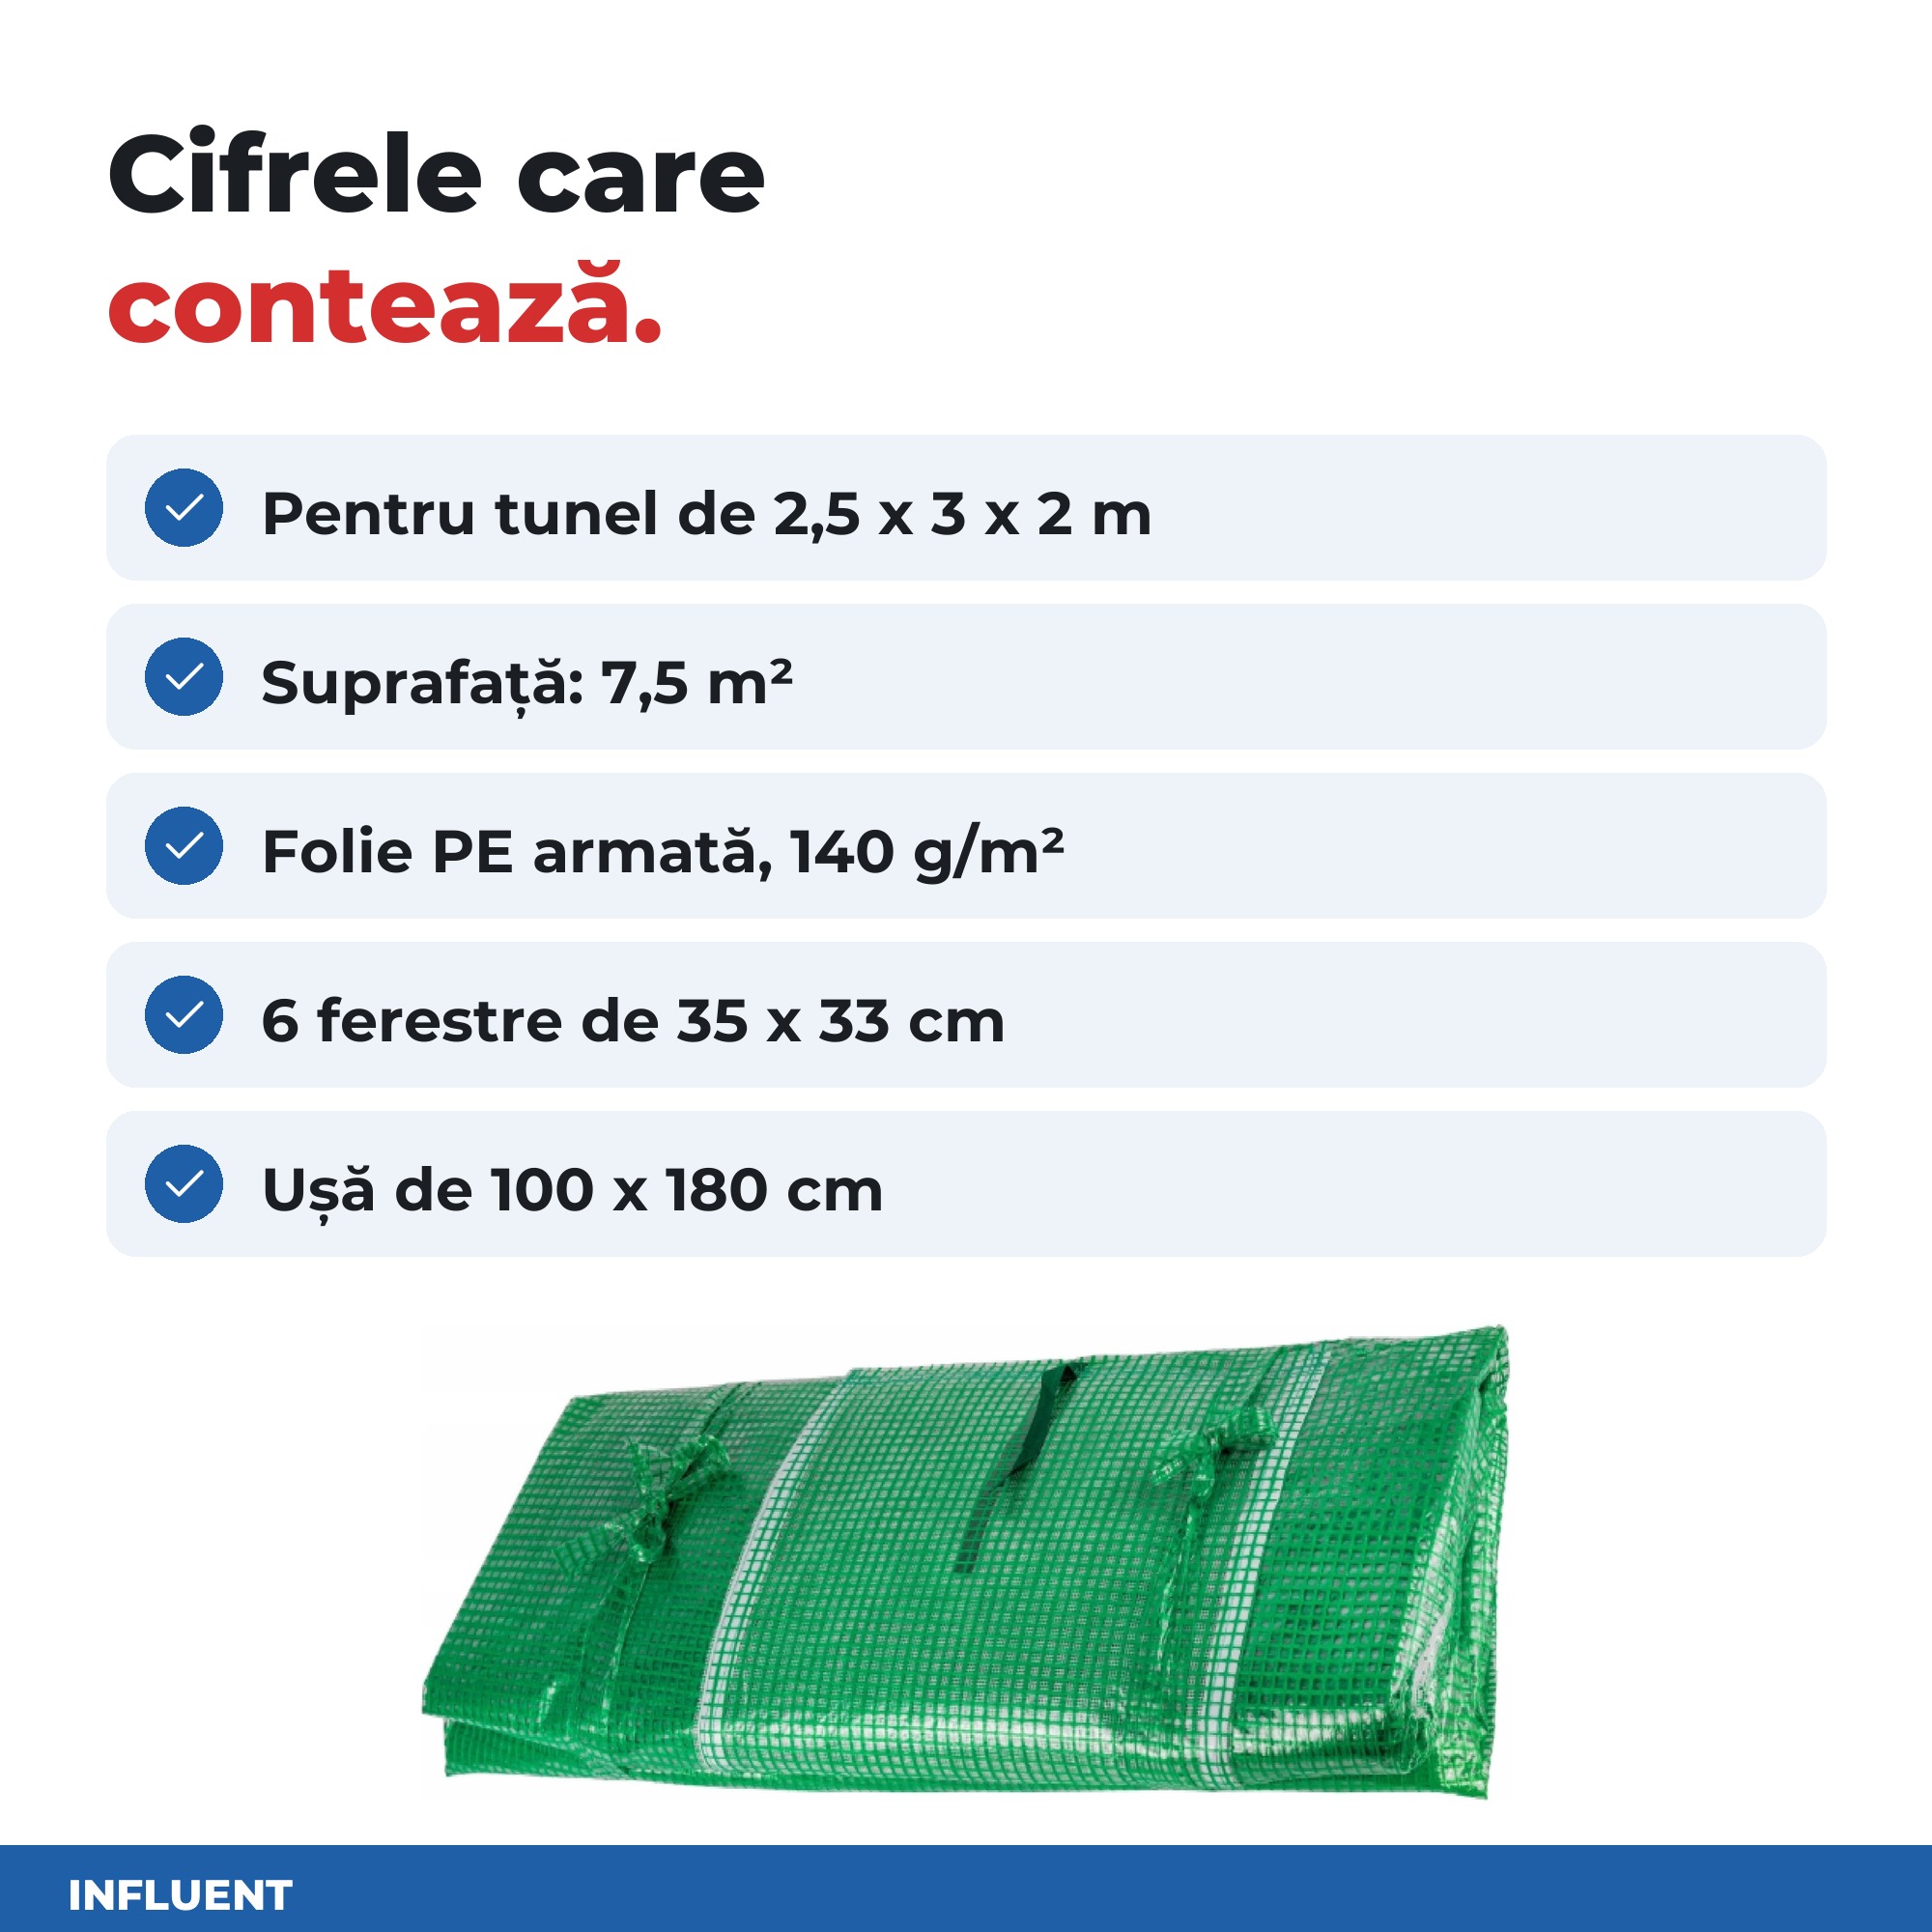 Cifrele care
contează.
Pentru tunel de 2,5 x 3 x 2 m
Suprafață: 7,5 m²
Folie PE armată, 140 g/m²
6 ferestre de 35 x 33 cm
Ușă de 100 x 180 cm
INFLUENT